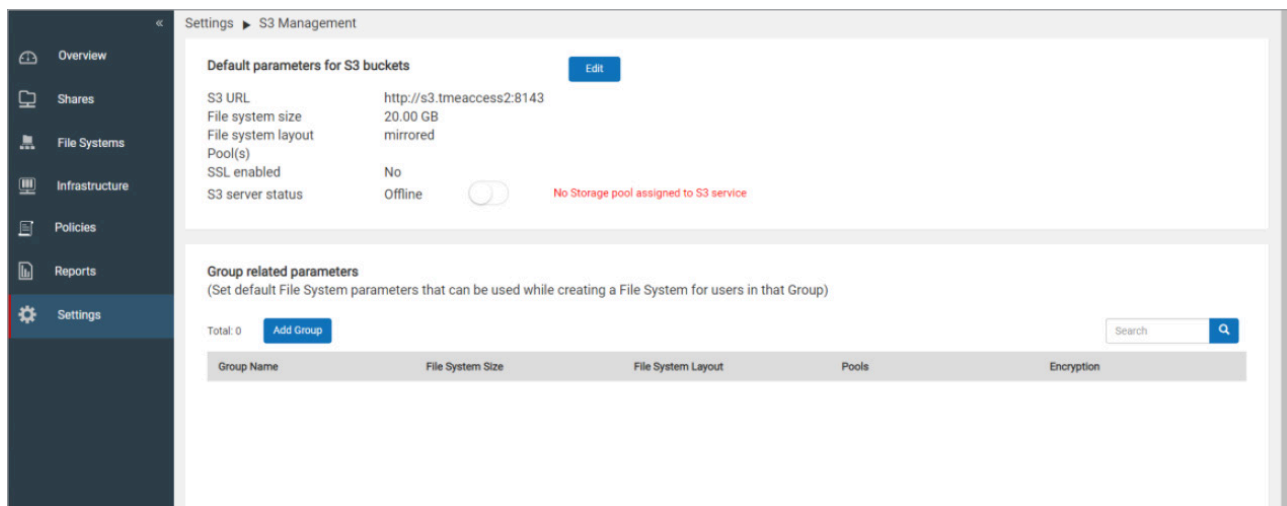 «
Settings ▶ S3 Management
Overview
Shares
File Systems
Infrastructure
Policies
Reports
Settings
Default parameters for S3 buckets Edit
S3 URL http://s3.tmeaccess2:8143
File system size 20.00 GB
File system layout mirrored
Pool(s)
SSL enabled No
S3 server status Offline No Storage pool assigned to S3 service
Group related parameters
(Set default File System parameters that can be used while creating a File System for users in that Group)
Total: 0 Add Group Search
Group Name File System Size File System Layout Pools Encryption